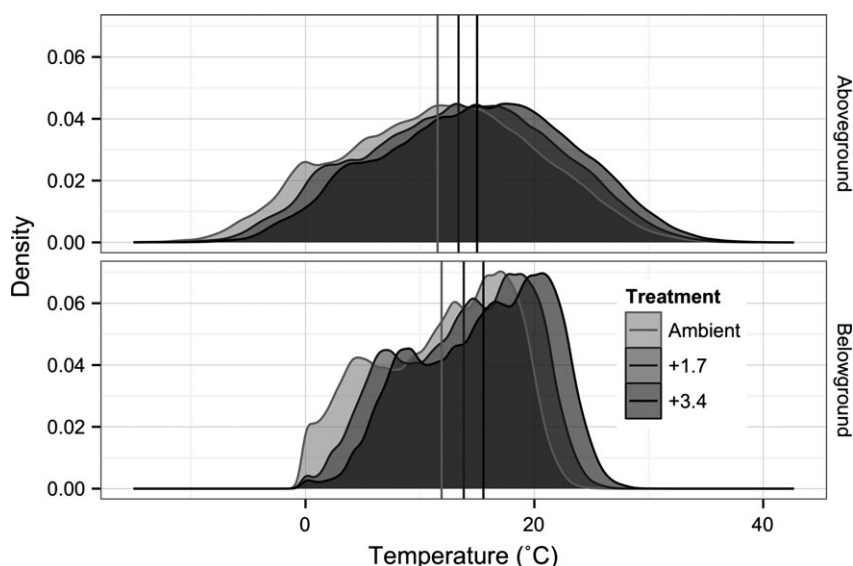 0.06
0.04
0.02
0.00
Aboveground
Density
0.06
0.04
0.02
0.00
Belowground
Treatment
Ambient
+1.7
+3.4
0 20 40
Temperature (˚C)